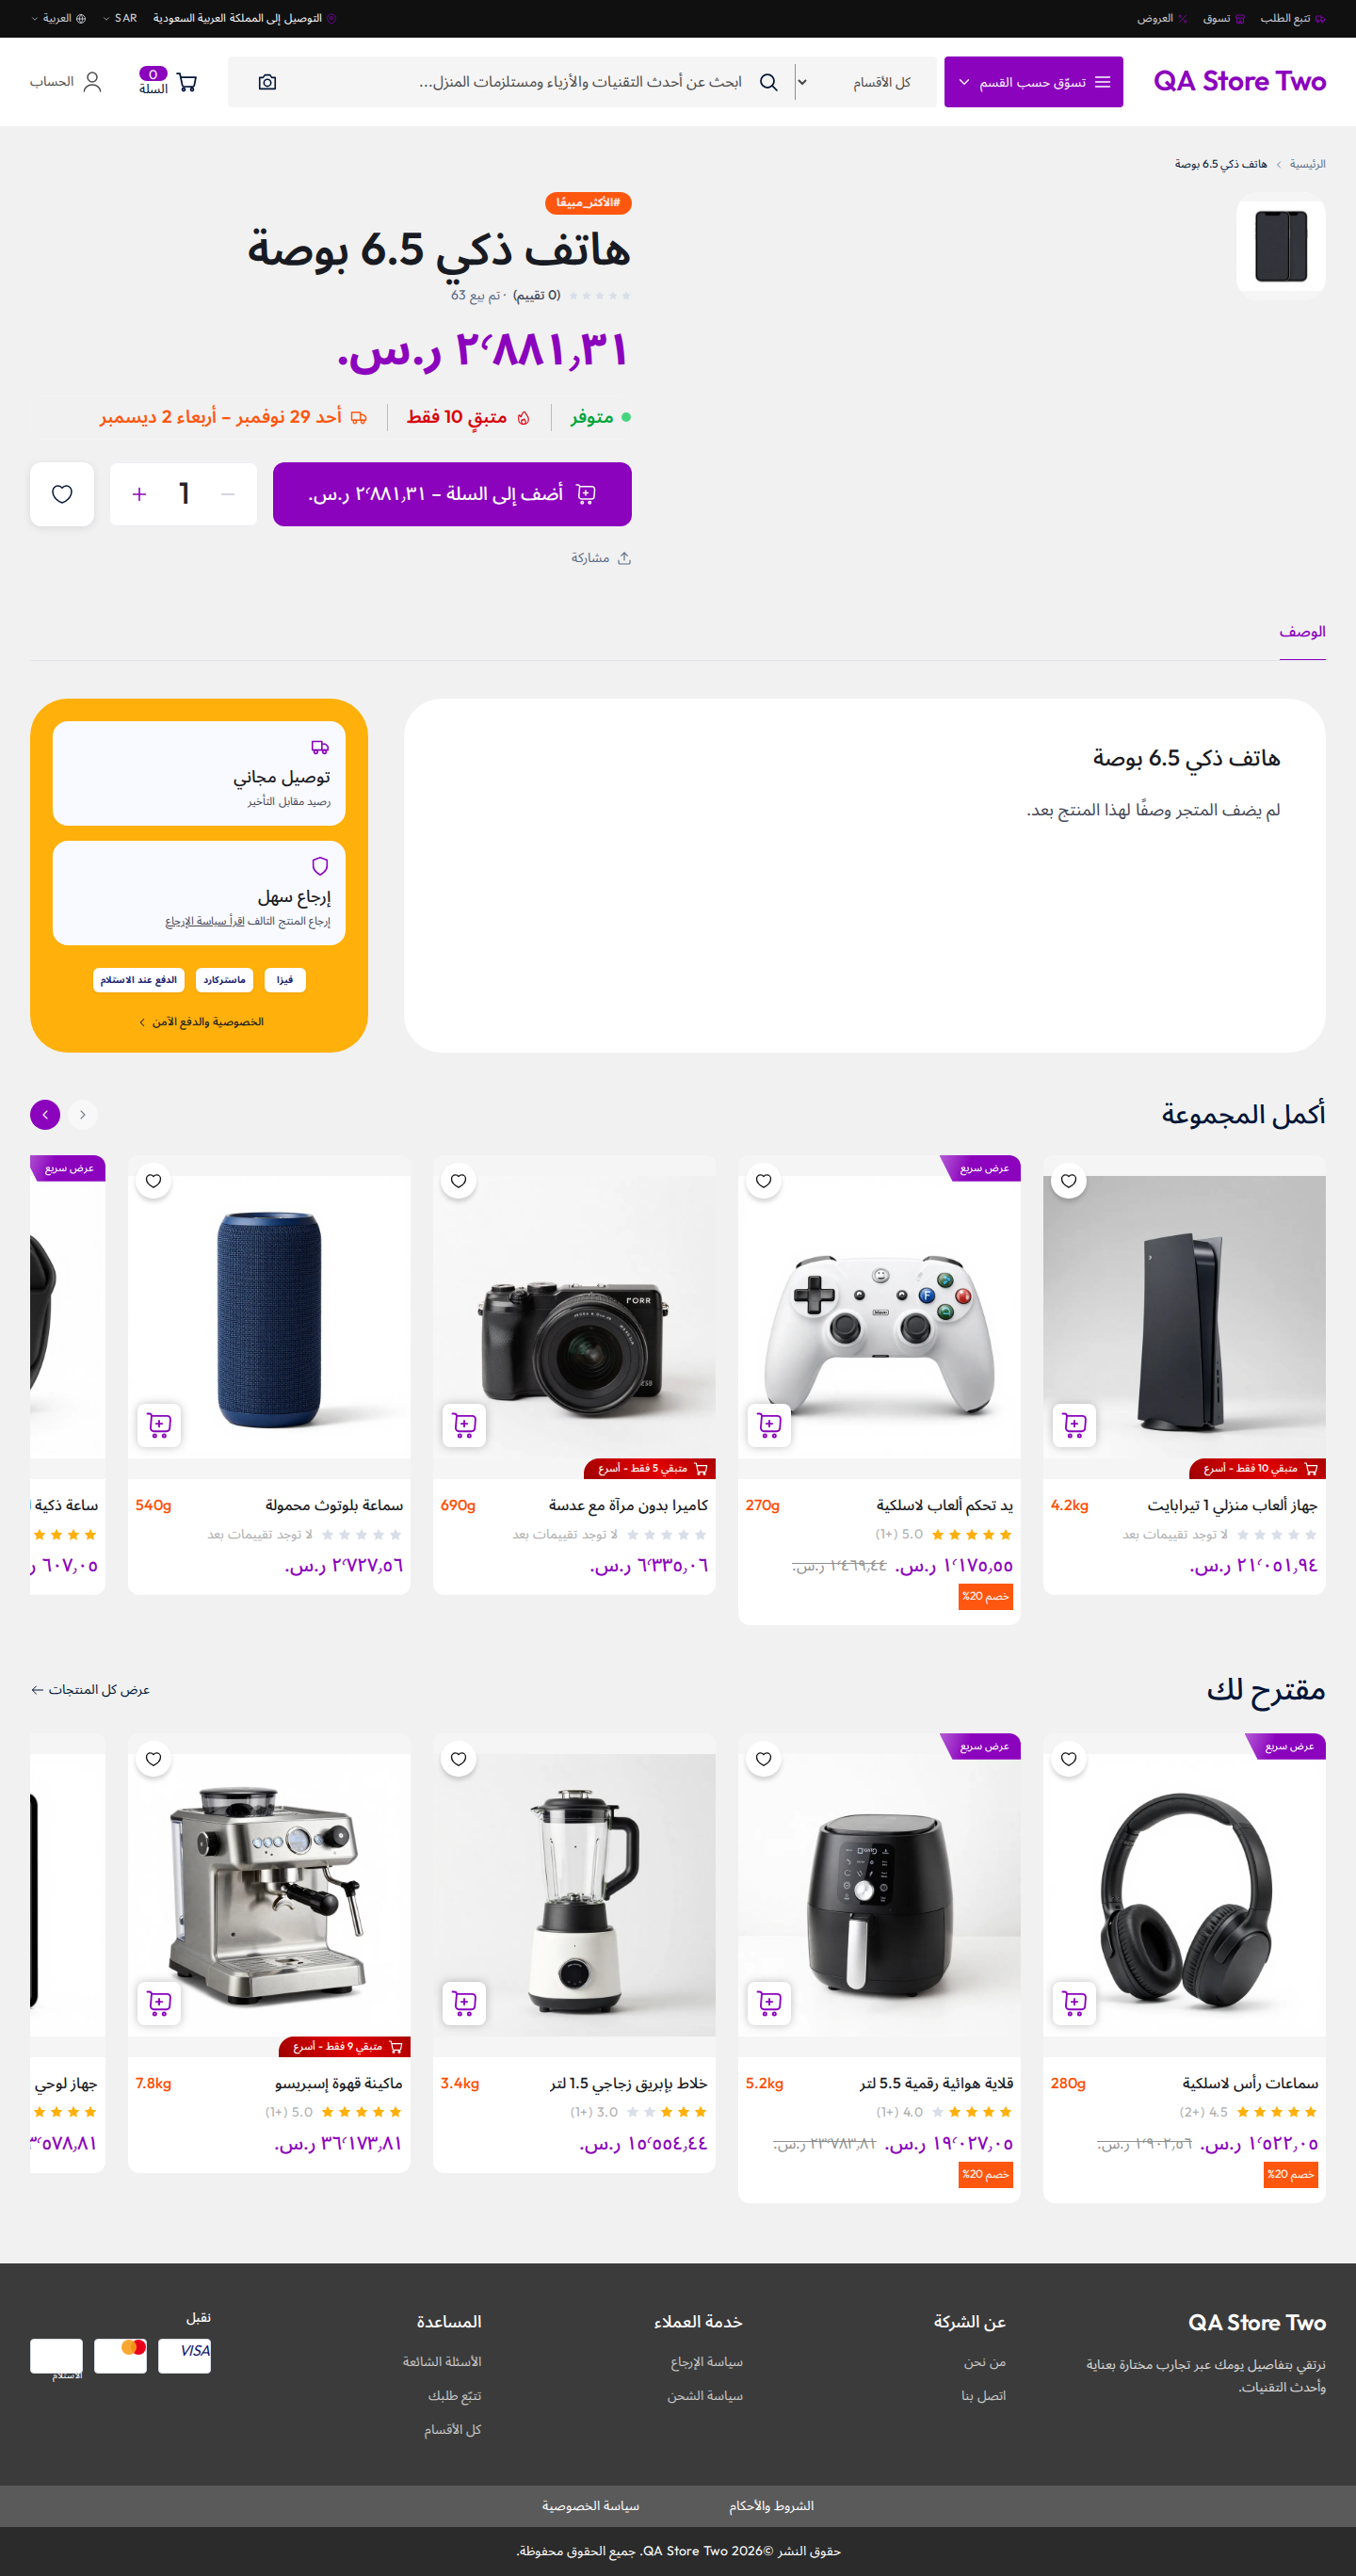 تتبع الطلب
تسوق
العروض
التوصيل إلى المملكة العربية السعودية
SAR
العربية
QA Store Two
تسوّق حسب القسم
كل الأقسام
ابحث عن أحدث التقنيات والأزياء ومستلزمات المنزل...
0
السلة
الحساب
الرئيسية
هاتف ذكي 6.5 بوصة
#الأكثر_مبيعًا
هاتف ذكي 6.5 بوصة
(0 تقييم) · تم بيع 63
٢٬٨٨١٫٣١ ر.س.
متوفر
متبقٍ 10 فقط
أحد 29 نوفمبر – أربعاء 2 ديسمبر
أضف إلى السلة – ٢٬٨٨١٫٣١ ر.س.
1
مشاركة
الوصف
هاتف ذكي 6.5 بوصة
لم يضف المتجر وصفًا لهذا المنتج بعد.
توصيل مجاني
رصيد مقابل التأخير
إرجاع سهل
إرجاع المنتج التالف اقرأ سياسة الإرجاع
فيزا
ماستركارد
الدفع عند الاستلام
الخصوصية والدفع الآمن
أكمل المجموعة
متبقي 10 فقط - أسرع
جهاز ألعاب منزلي 1 تيرابايت
4.2kg
لا توجد تقييمات بعد
٢١٬٠٥١٫٩٤ ر.س.
عرض سريع
يد تحكم ألعاب لاسلكية
270g
5.0 (+1)
١٬١٧٥٫٥٥ ر.س.
١٬٤٦٩٫٤٤ ر.س.
خصم 20%
متبقي 5 فقط - أسرع
كاميرا بدون مرآة مع عدسة
690g
لا توجد تقييمات بعد
٦٬٣٣٥٫٠٦ ر.س.
سماعة بلوتوث محمولة
540g
لا توجد تقييمات بعد
٢٬٧٢٧٫٥٦ ر.س.
عرض سريع
ساعة ذكية
٦٠٧٫٠٥
مقترح لك
عرض كل المنتجات
عرض سريع
سماعات رأس لاسلكية
280g
4.5 (+2)
١٬٥٢٢٫٠٥ ر.س.
١٬٩٠٢٫٥٦ ر.س.
خصم 20%
عرض سريع
قلاية هوائية رقمية 5.5 لتر
5.2kg
4.0 (+1)
١٩٬٠٢٧٫٠٥ ر.س.
٢٣٬٧٨٣٫٨١ ر.س.
خصم 20%
خلاط بإبريق زجاجي 1.5 لتر
3.4kg
3.0 (+1)
١٥٬٥٥٤٫٤٤ ر.س.
متبقي 9 فقط - أسرع
ماكينة قهوة إسبريسو
7.8kg
5.0 (+1)
٣٦٬١٧٣٫٨١ ر.س.
جهاز لوحي
QA Store Two
نرتقي بتفاصيل يومك عبر تجارب مختارة بعناية
وأحدث التقنيات.
عن الشركة
من نحن
اتصل بنا
خدمة العملاء
سياسة الإرجاع
سياسة الشحن
المساعدة
الأسئلة الشائعة
تتبّع طلبك
كل الأقسام
نقبل
VISA
الاستلام
الشروط والأحكام
سياسة الخصوصية
حقوق النشر ©2026 QA Store Two. جميع الحقوق محفوظة.